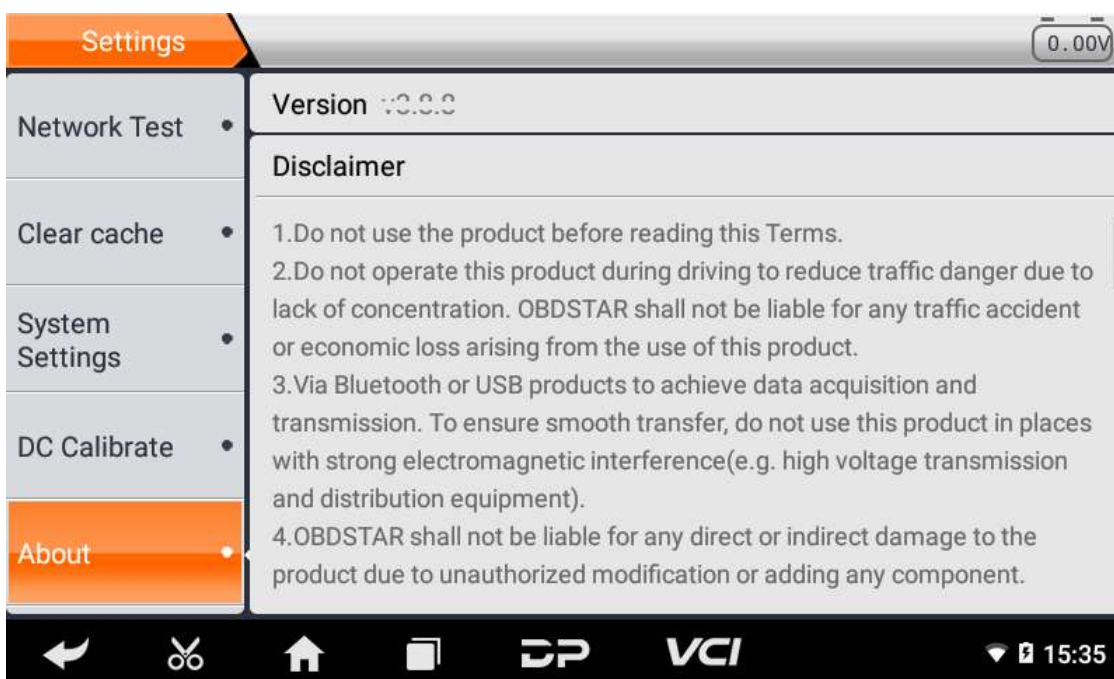 Settings
0.00V
Network Test
Version
Disclaimer
Clear cache
1.Do not use the product before reading this Terms.
2.Do not operate this product during driving to reduce traffic danger due to
lack of concentration. OBDSTAR shall not be liable for any traffic accident
or economic loss arising from the use of this product.
System
Settings
3.Via Bluetooth or USB products to achieve data acquisition and
transmission. To ensure smooth transfer, do not use this product in places
with strong electromagnetic interference(e.g. high voltage transmission
and distribution equipment).
DC Calibrate
4.OBDSTAR shall not be liable for any direct or indirect damage to the
product due to unauthorized modification or adding any component.
About
DP
VCI
15:35